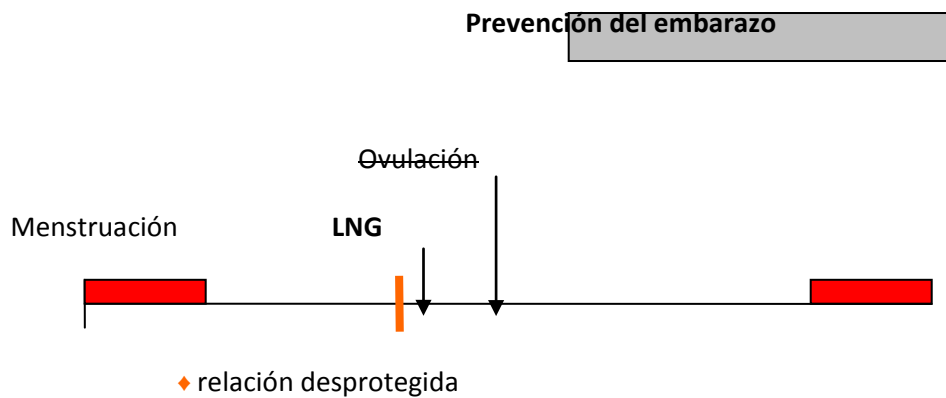 Prevención del embarazo
Ovulación
Menstruación
LNG
♦ relación desprotegida